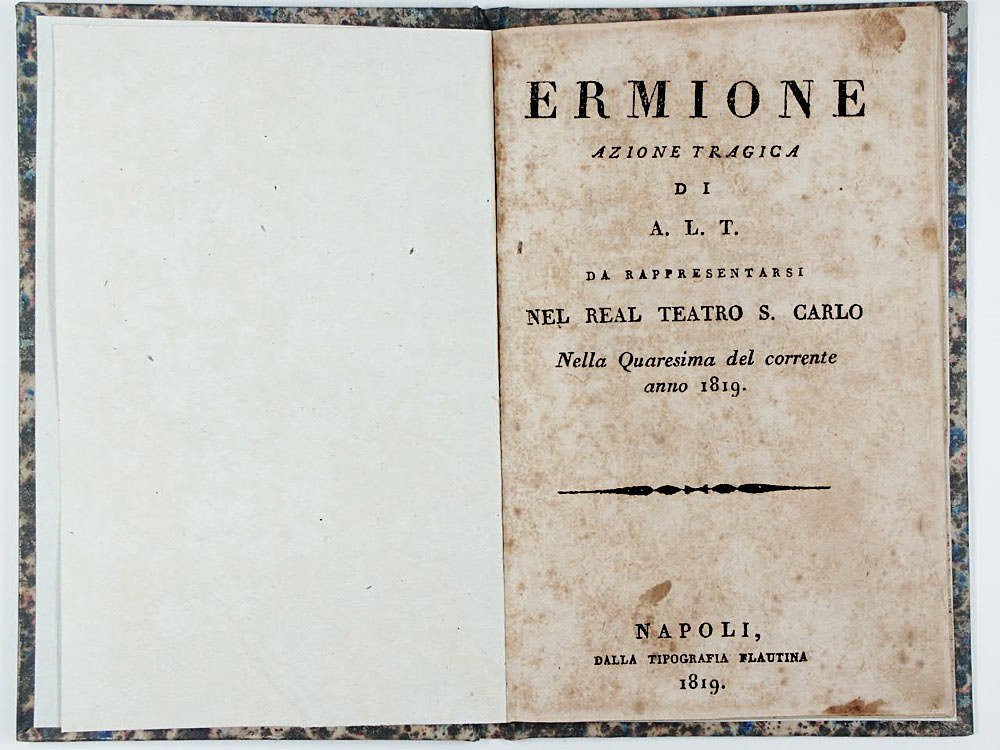 ERMIONE
AZIONE TRAGICA
DI
A. L. T.
DA RAPPRESENTARSI
NEL REAL TEATRO S. CARLO
Nella Quaresima del corrente
anno 1819.
NAPOLI,
DALLA TIPOGRAFIA FLAUTINA
1819.